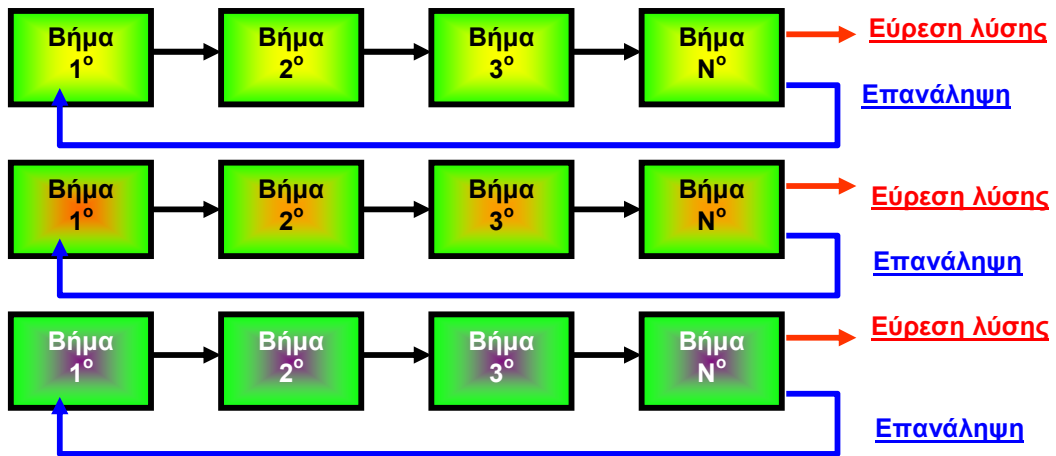 Βήμα
1ο
Βήμα
2ο
Βήμα
3ο
Βήμα
Νο
Εύρεση λύσης
Επανάληψη
Βήμα
1ο
Βήμα
2ο
Βήμα
3ο
Βήμα
Νο
Εύρεση λύσης
Επανάληψη
Βήμα
1ο
Βήμα
2ο
Βήμα
3ο
Βήμα
Νο
Εύρεση λύσης
Επανάληψη